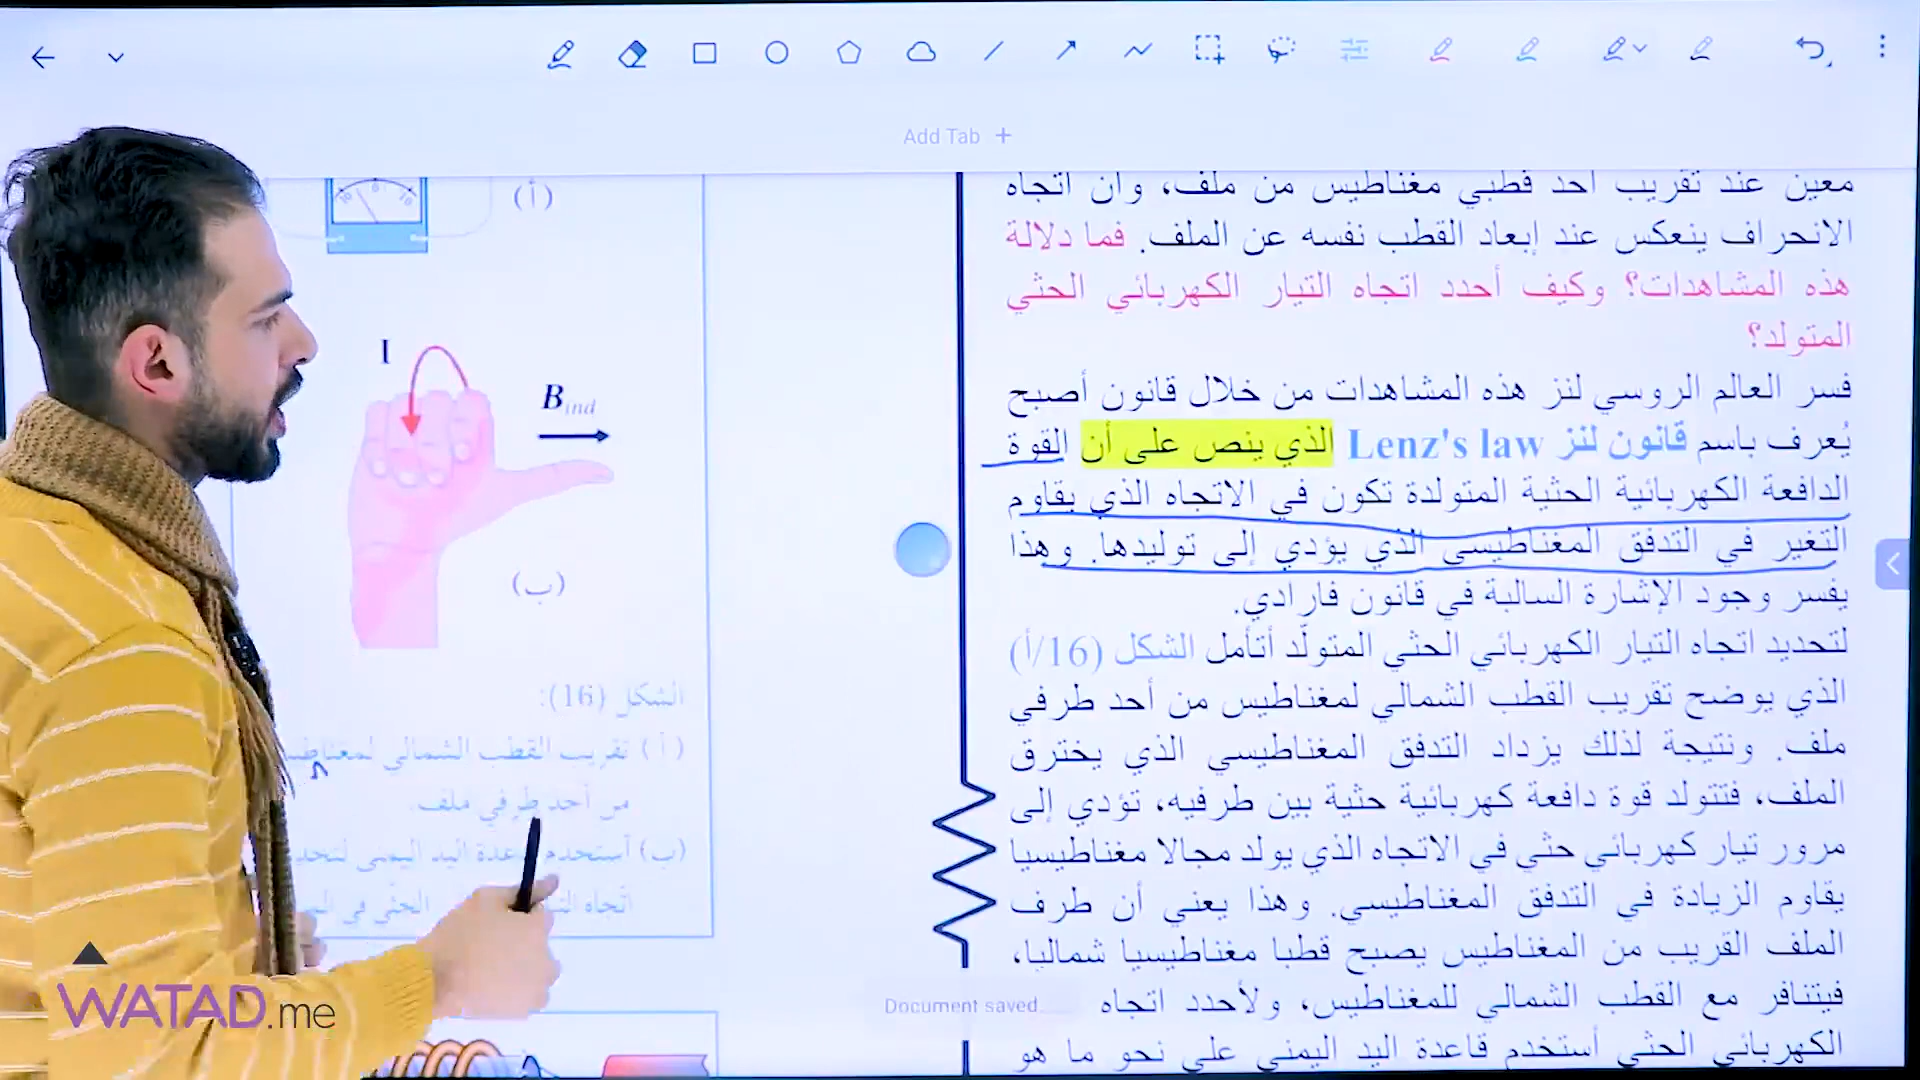 Add Tab +
معين عند تقريب أحد قطبي مغناطيس من ملف، وأن اتجاه
الانحراف ينعكس عند إبعاد القطب نفسه عن الملف. فما دلالة
هذه المشاهدات؟ وكيف أحدد اتجاه التيار الكهربائي الحثي
المتولد؟
فسر العالم الروسي لنز هذه المشاهدات من خلال قانون أصبح
يُعرف باسم قانون لنز Lenz's law الذي ينص على أن القوة
الدافعة الكهربائية الحثية المتولدة تكون في الاتجاه الذي يقاوم
التغير في التدفق المغناطيسي الذي يؤدي إلى توليدها. وهذا
يفسر وجود الإشارة السالبة في قانون فارادي.
لتحديد اتجاه التيار الكهربائي الحثي المتولّد أتأمل الشكل (16/أ)
الذي يوضح تقريب القطب الشمالي لمغناطيس من أحد طرفي
ملف. ونتيجة لذلك يزداد التدفق المغناطيسي الذي يخترق
الملف، فتتولد قوة دافعة كهربائية حثية بين طرفيه، تؤدي إلى
مرور تيار كهربائي حثي في الاتجاه الذي يولد مجالا مغناطيسيا
يقاوم الزيادة في التدفق المغناطيسي. وهذا يعني أن طرف
الملف القريب من المغناطيس يصبح قطبا مغناطيسيا شماليا،
فيتنافر مع القطب الشمالي للمغناطيس، ولأحدد اتجاه
الكهربائي الحثي أستخدم قاعدة اليد اليمنى على نحو ما هو
10 0 10
(أ)
I
B ind
(ب)
الشكل (16):
(أ) تقريب القطب الشمالي
من أحد طرفي ملف.
(ب) أستخدم اليد اليمنى
اتّجاه الحثّي في
Document saved
WATAD.me